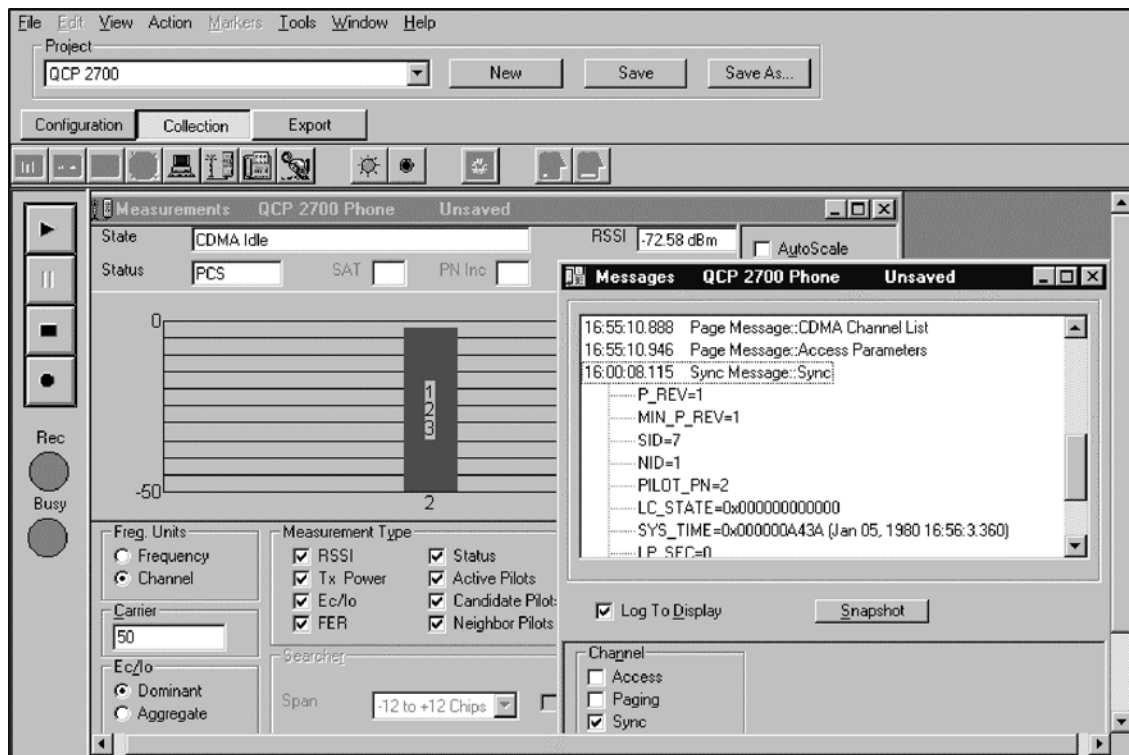 File Edit View Action Markers Tools Window Help
Project
QCP 2700 New Save Save As...
Configuration Collection Export
Measurements QCP 2700 Phone Unsaved
State CDMA Idle RSSI -72.58 dBm AutoScale
Status PCS SAT PN Inc
Messages QCP 2700 Phone Unsaved
16:55:10.888 Page Message::CDMA Channel List
16:55:10.946 Page Message::Access Parameters
16:00:08.115 Sync Message::Sync
P_REV=1
MIN_P_REV=1
SID=7
NID=1
PILOT_PN=2
LC_STATE=0x000000000000
SYS_TIME=0x000000A43A (Jan 05, 1980 16:56:3.360)
LP_SEC=0
Log To Display Snapshot
Channel
Access
Paging
Sync
0
1
2
3
-50
2
Rec
Busy
Freq. Units
Frequency
Channel
Measurement Type
RSSI Status
Tx Power Active Pilots
Ec/Io Candidate Pilots
FER Neighbor Pilots
Carrier
50
Ec/Io
Dominant
Aggregate
Searcher
Span -12 to +12 Chips